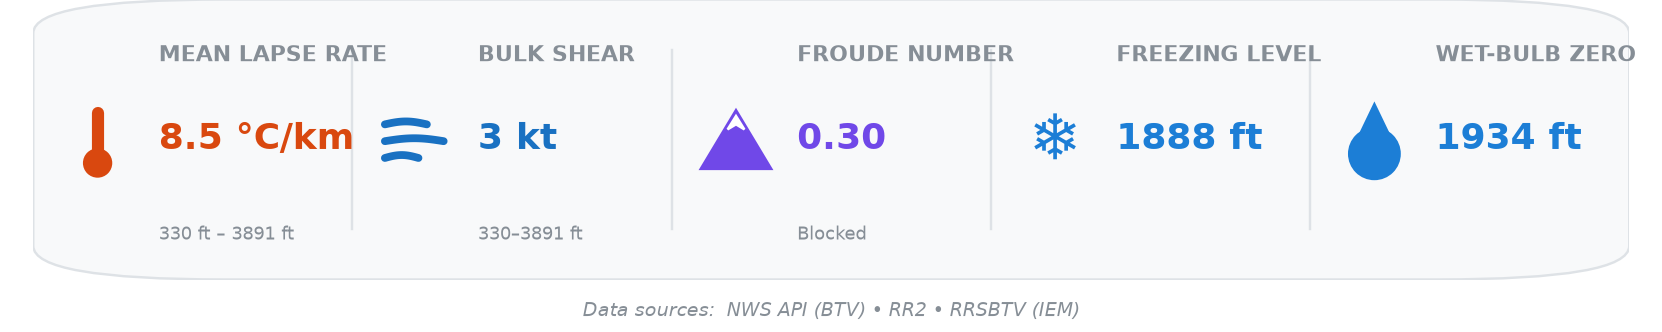 MEAN LAPSE RATE
8.5 °C/km
330 ft – 3891 ft
BULK SHEAR
3 kt
330–3891 ft
FROUDE NUMBER
0.30
Blocked
FREEZING LEVEL
1888 ft
WET-BULB ZERO
1934 ft
Data sources:  NWS API (BTV) • RR2 • RRSBTV (IEM)